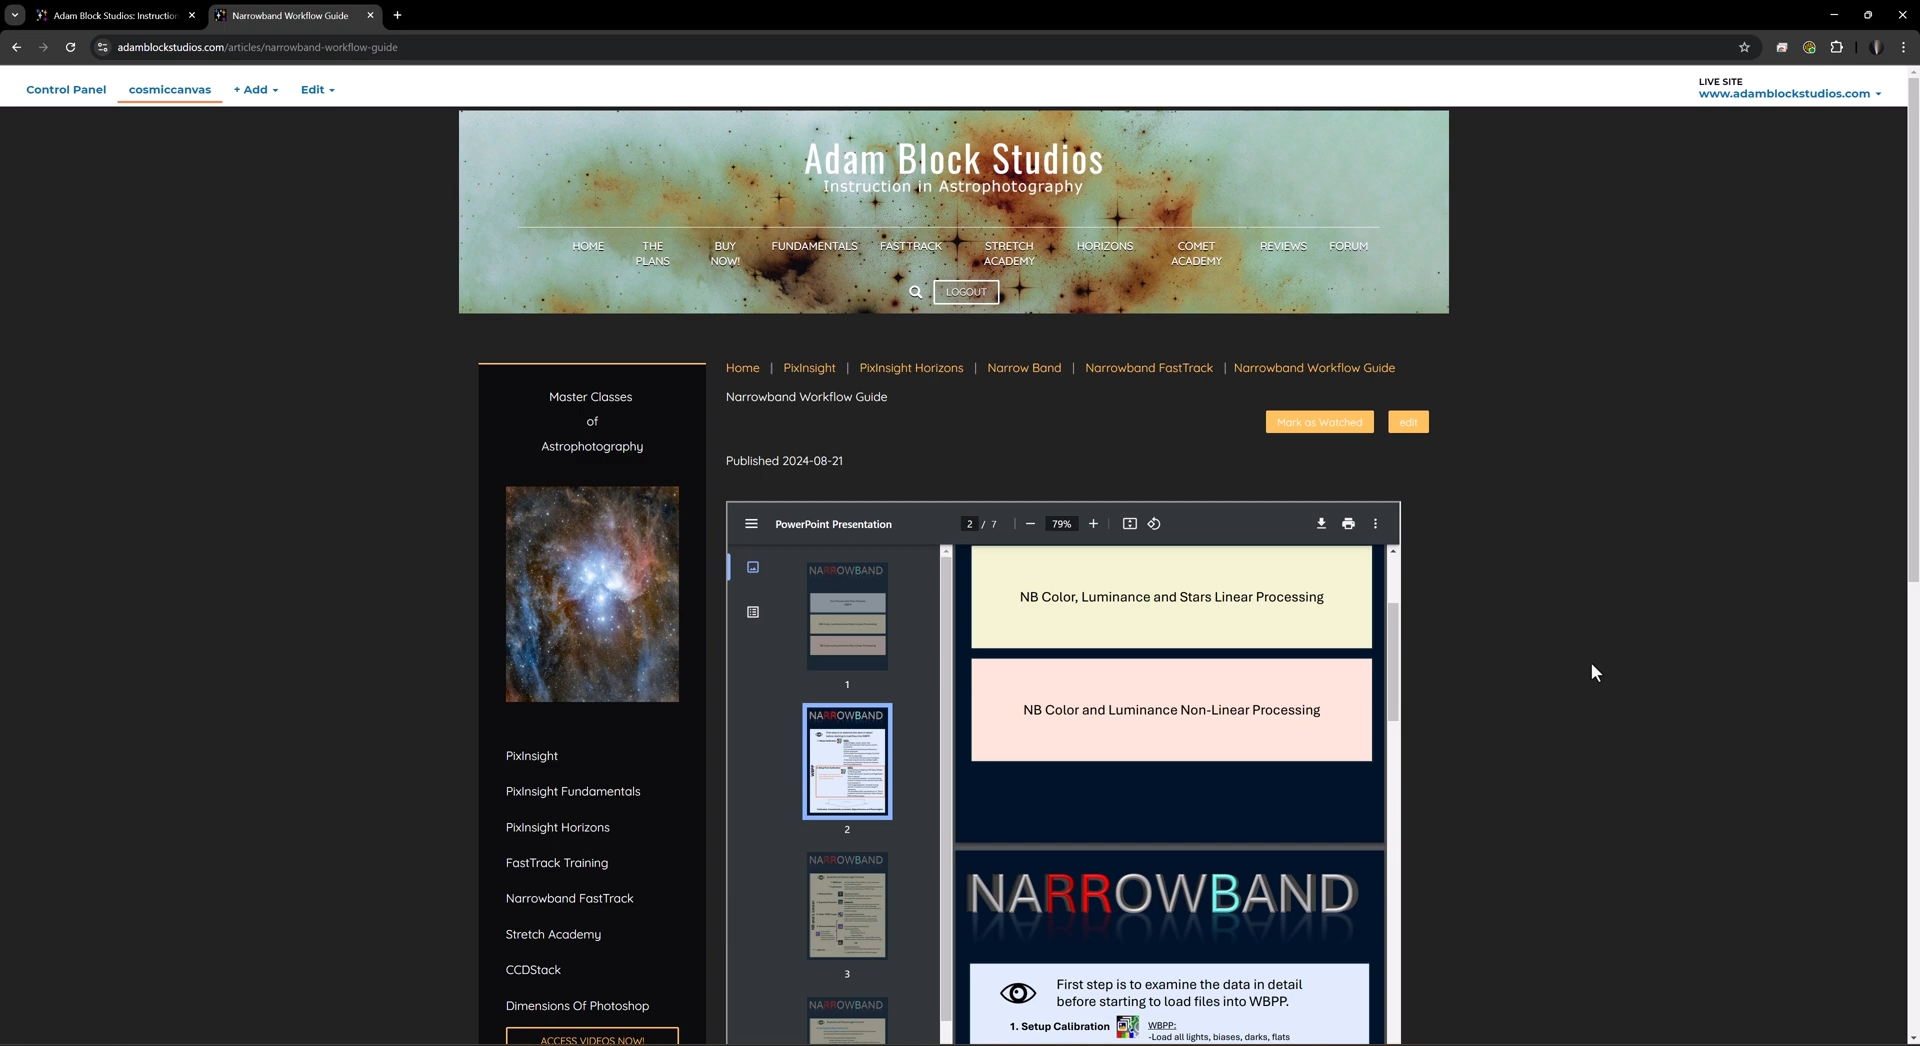 Adam Block Studios: Instruction
Narrowband Workflow Guide
adamblockstudios.com/articles/narrowband-workflow-guide
Control Panel
cosmiccanvas
+ Add
Edit
LIVE SITE
www.adamblockstudios.com
Adam Block Studios
Instruction in Astrophotography
HOME
THE PLANS
BUY NOW!
FUNDAMENTALS
FASTTRACK
STRETCH ACADEMY
HORIZONS
COMET ACADEMY
REVIEWS
FORUM
LOGOUT
Master Classes
of
Astrophotography
PixInsight
PixInsight Fundamentals
PixInsight Horizons
FastTrack Training
Narrowband FastTrack
Stretch Academy
CCDStack
Dimensions Of Photoshop
ACCESS VIDEOS NOW!
Home | PixInsight | PixInsight Horizons | Narrow Band | Narrowband FastTrack | Narrowband Workflow Guide
Narrowband Workflow Guide
Mark as Watched
edit
Published 2024-08-21
PowerPoint Presentation
2 / 7
79%
NARROWBAND
1
NARROWBAND
2
NARROWBAND
3
NARROWBAND
NB Color, Luminance and Stars Linear Processing
NB Color and Luminance Non-Linear Processing
NARROWBAND
First step is to examine the data in detail
before starting to load files into WBPP.
1. Setup Calibration
WBPP:
-Load all lights, biases, darks, flats